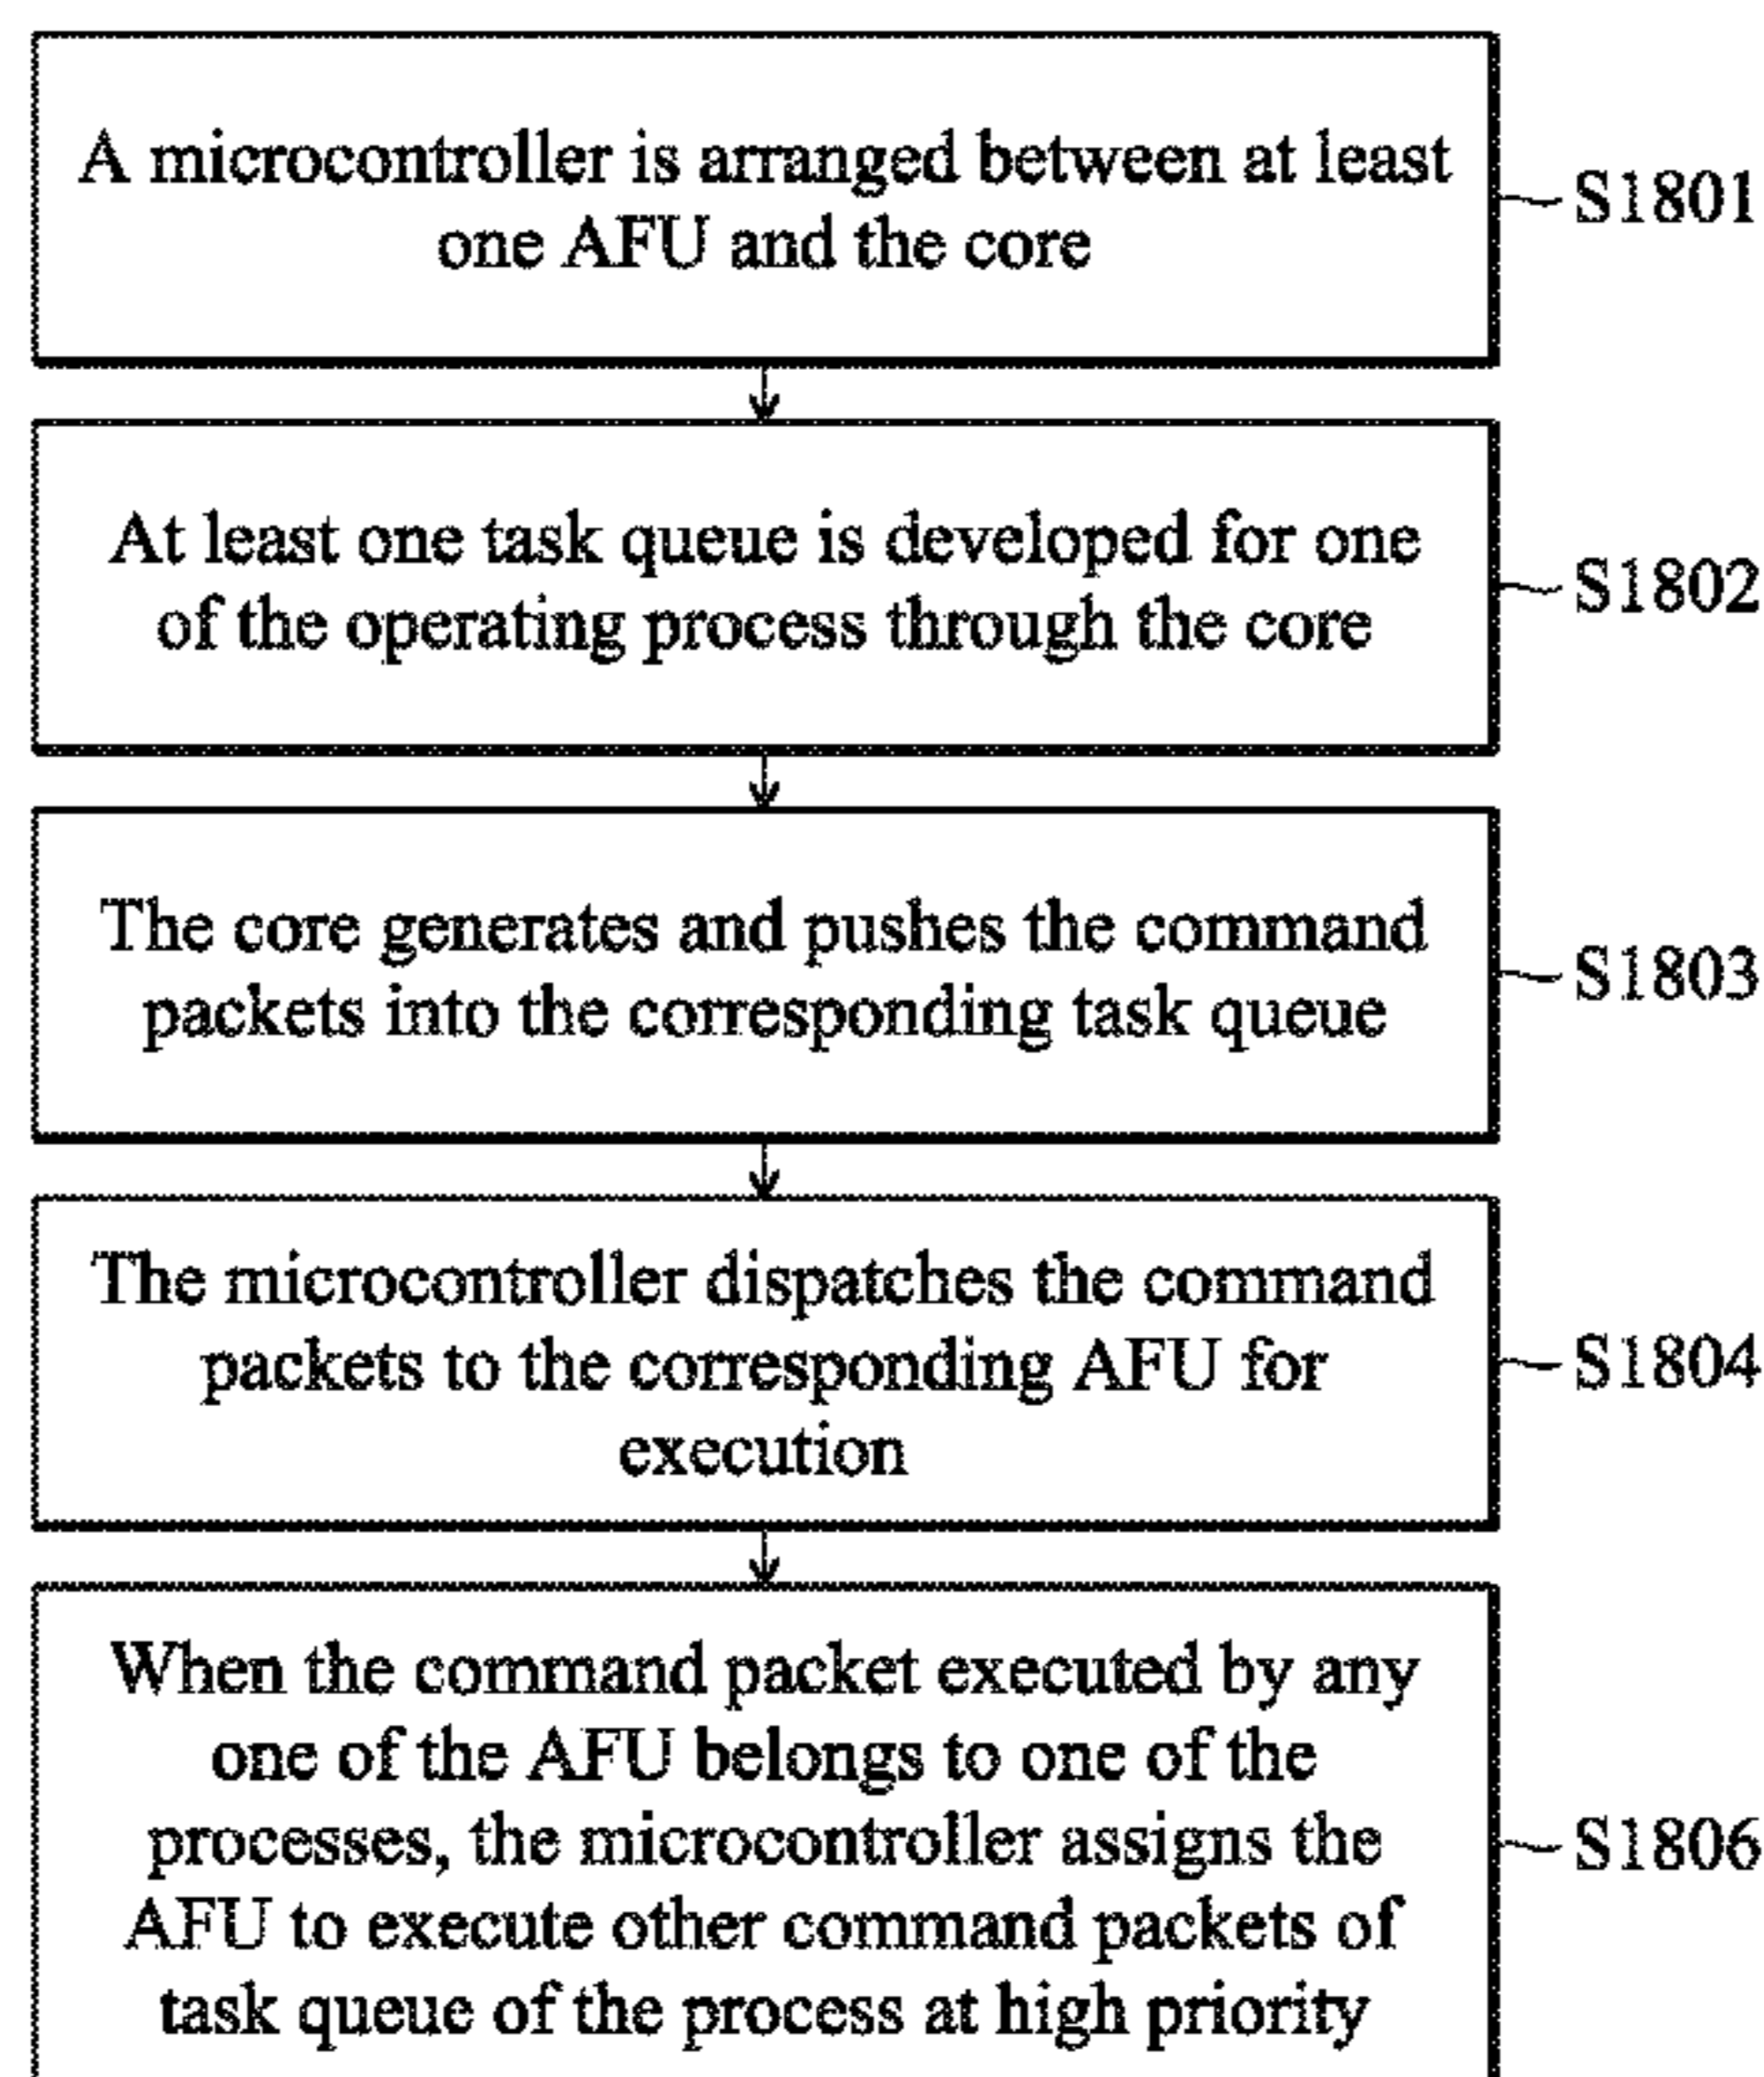 A microcontroller is arranged between at least
one AFU and the core
S1801
At least one task queue is developed for one
of the operating process through the core
S1802
The core generates and pushes the command
packets into the corresponding task queue
S1803
The microcontroller dispatches the command
packets to the corresponding AFU for
execution
S1804
When the command packet executed by any
one of the AFU belongs to one of the
processes, the microcontroller assigns the
AFU to execute other command packets of
task queue of the process at high priority
S1806